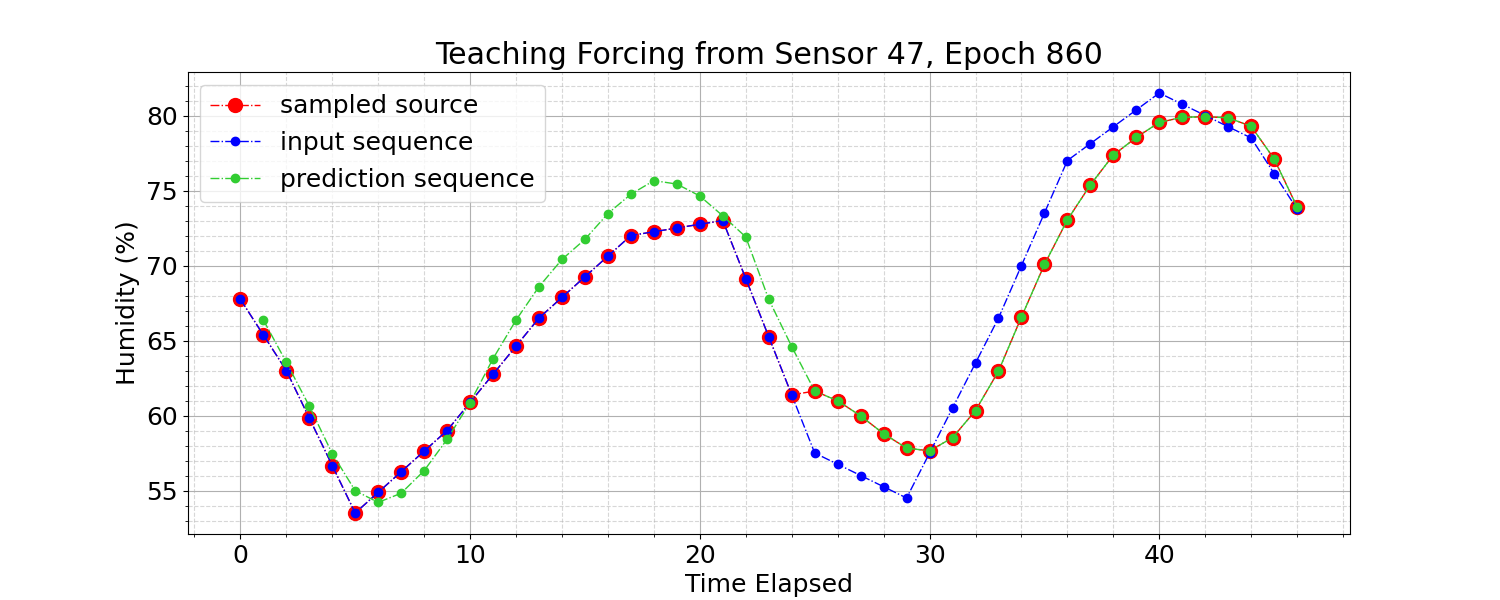 Teaching Forcing from Sensor 47, Epoch 860
sampled source
input sequence
prediction sequence
Humidity (%)
80
75
70
65
60
55
0 10 20 30 40
Time Elapsed